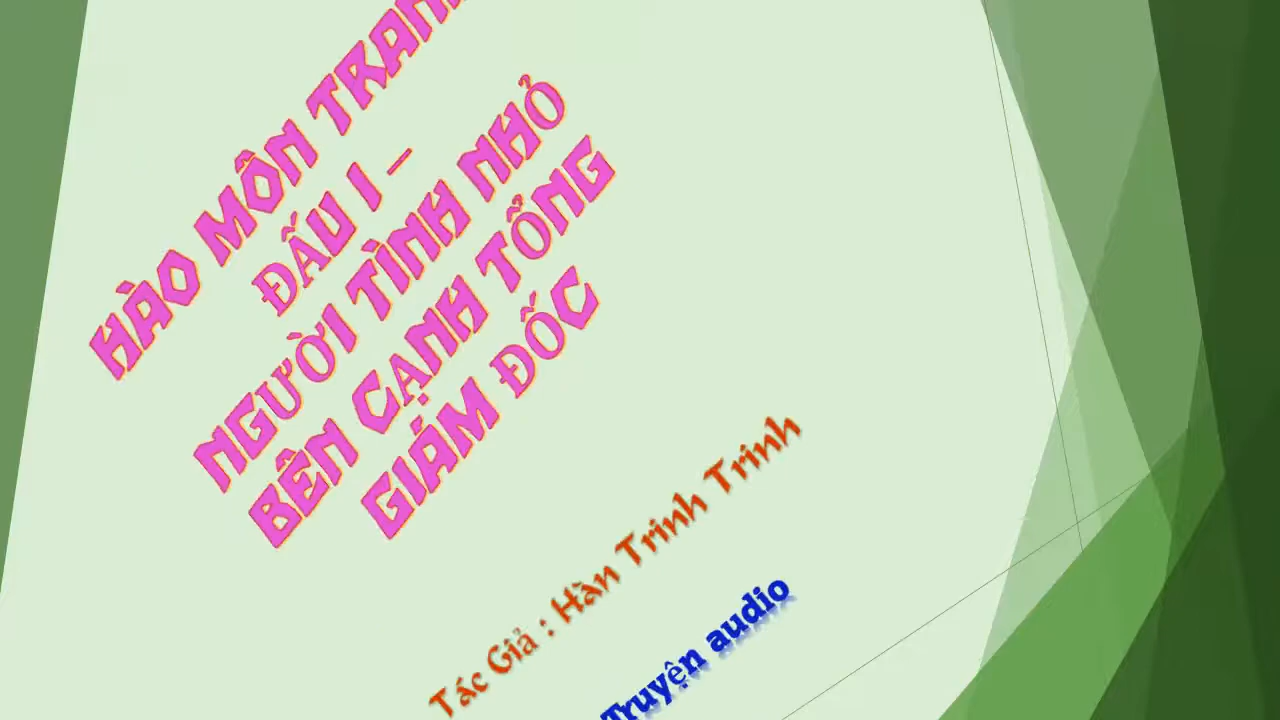 HÀO MÔN TRANH
ĐẤU I –
NGƯỜI TÌNH NHỎ
BÊN CẠNH TỔNG
GIÁM ĐỐC
Tác Giả : Hàn Trinh Trinh
Truyện audio